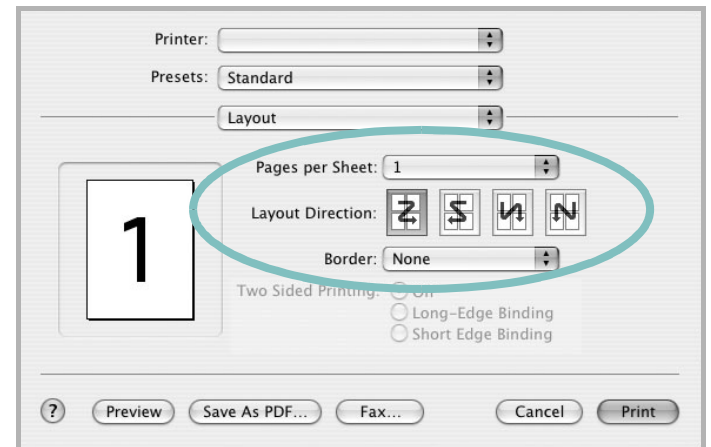 Printer:
Presets: Standard
Layout
Pages per Sheet: 1
Layout Direction:
1
Border: None
Two Sided Printing: Off
Long-Edge Binding
Short Edge Binding
? Preview Save As PDF... Fax... Cancel Print